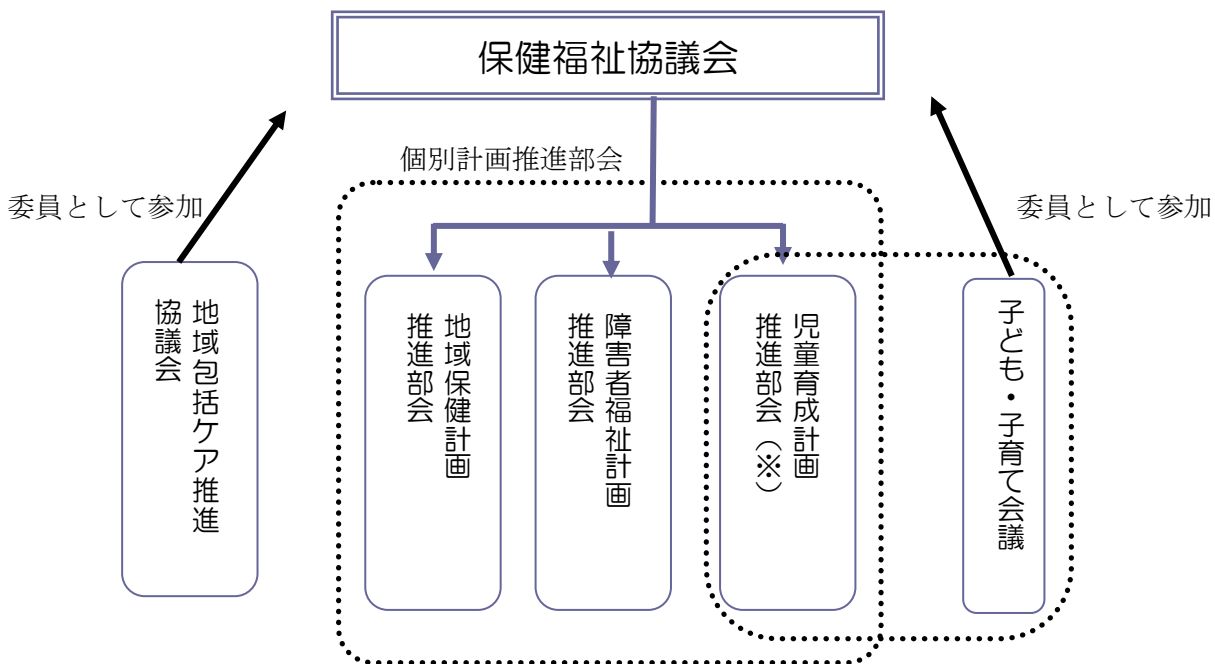 保健福祉協議会
個別計画推進部会
委員として参加
委員として参加
地域包括ケア推進
協議会
地域保健計画
推進部会
障害者福祉計画
推進部会
児童育成計画
推進部会(※)
子ども・子育て会議